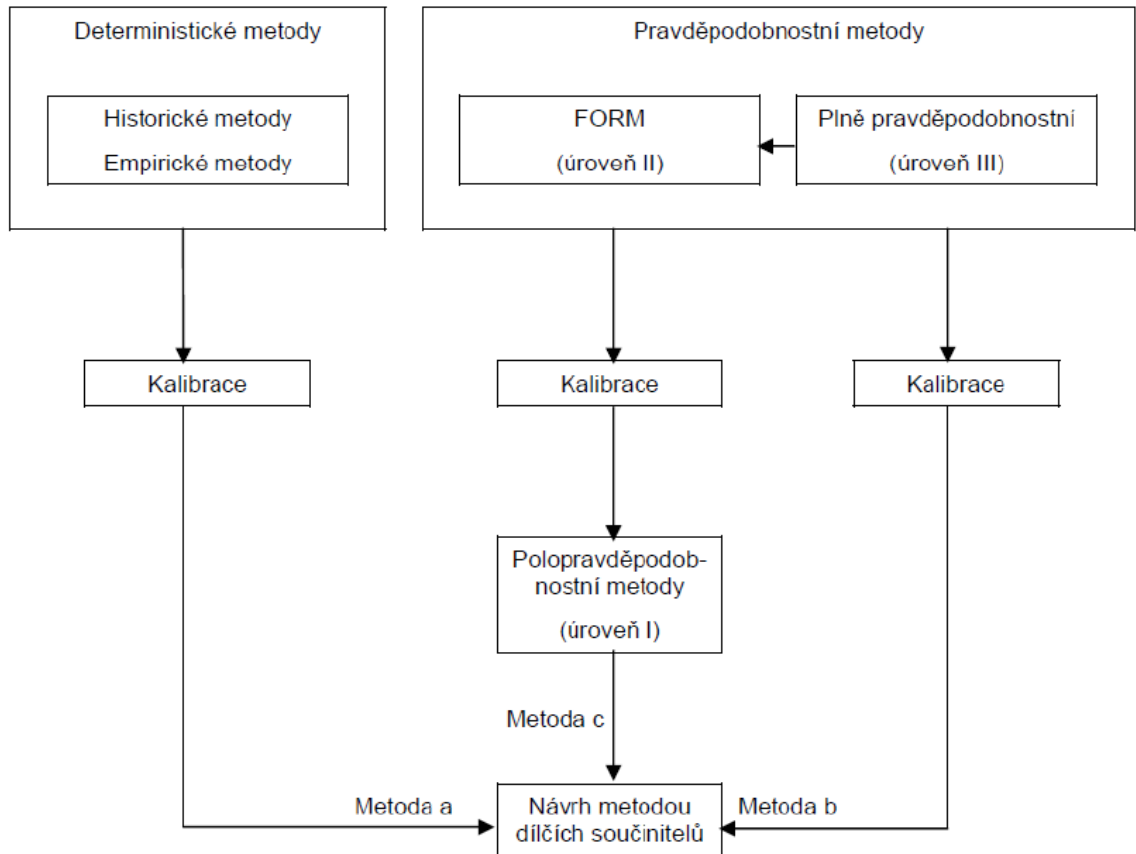 Deterministické metody
Historické metody
Empirické metody
Pravděpodobnostní metody
FORM
(úroveň II)
Plně pravděpodobnostní
(úroveň III)
Kalibrace
Kalibrace
Kalibrace
Polopravděpodob-
nostní metody
(úroveň I)
Metoda c
Metoda a
Návrh metodou
dílčích součinitelů
Metoda b